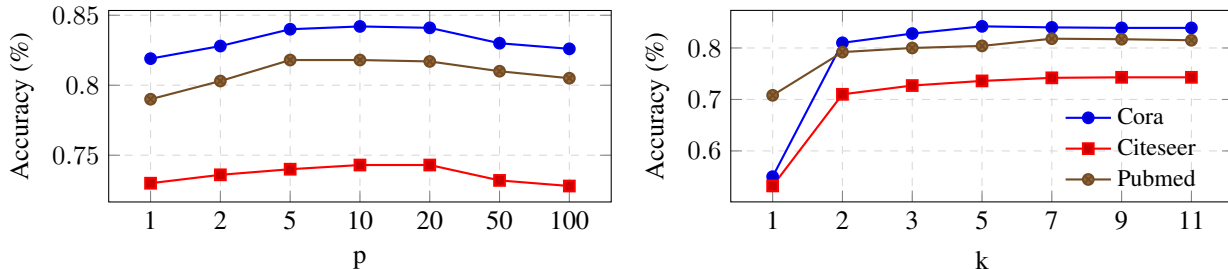 Accuracy (%)
0.85
0.8
0.75
1 2 5 10 20 50 100
p
Accuracy (%)
0.8
0.7
0.6
Cora
Citeseer
Pubmed
1 2 3 5 7 9 11
k